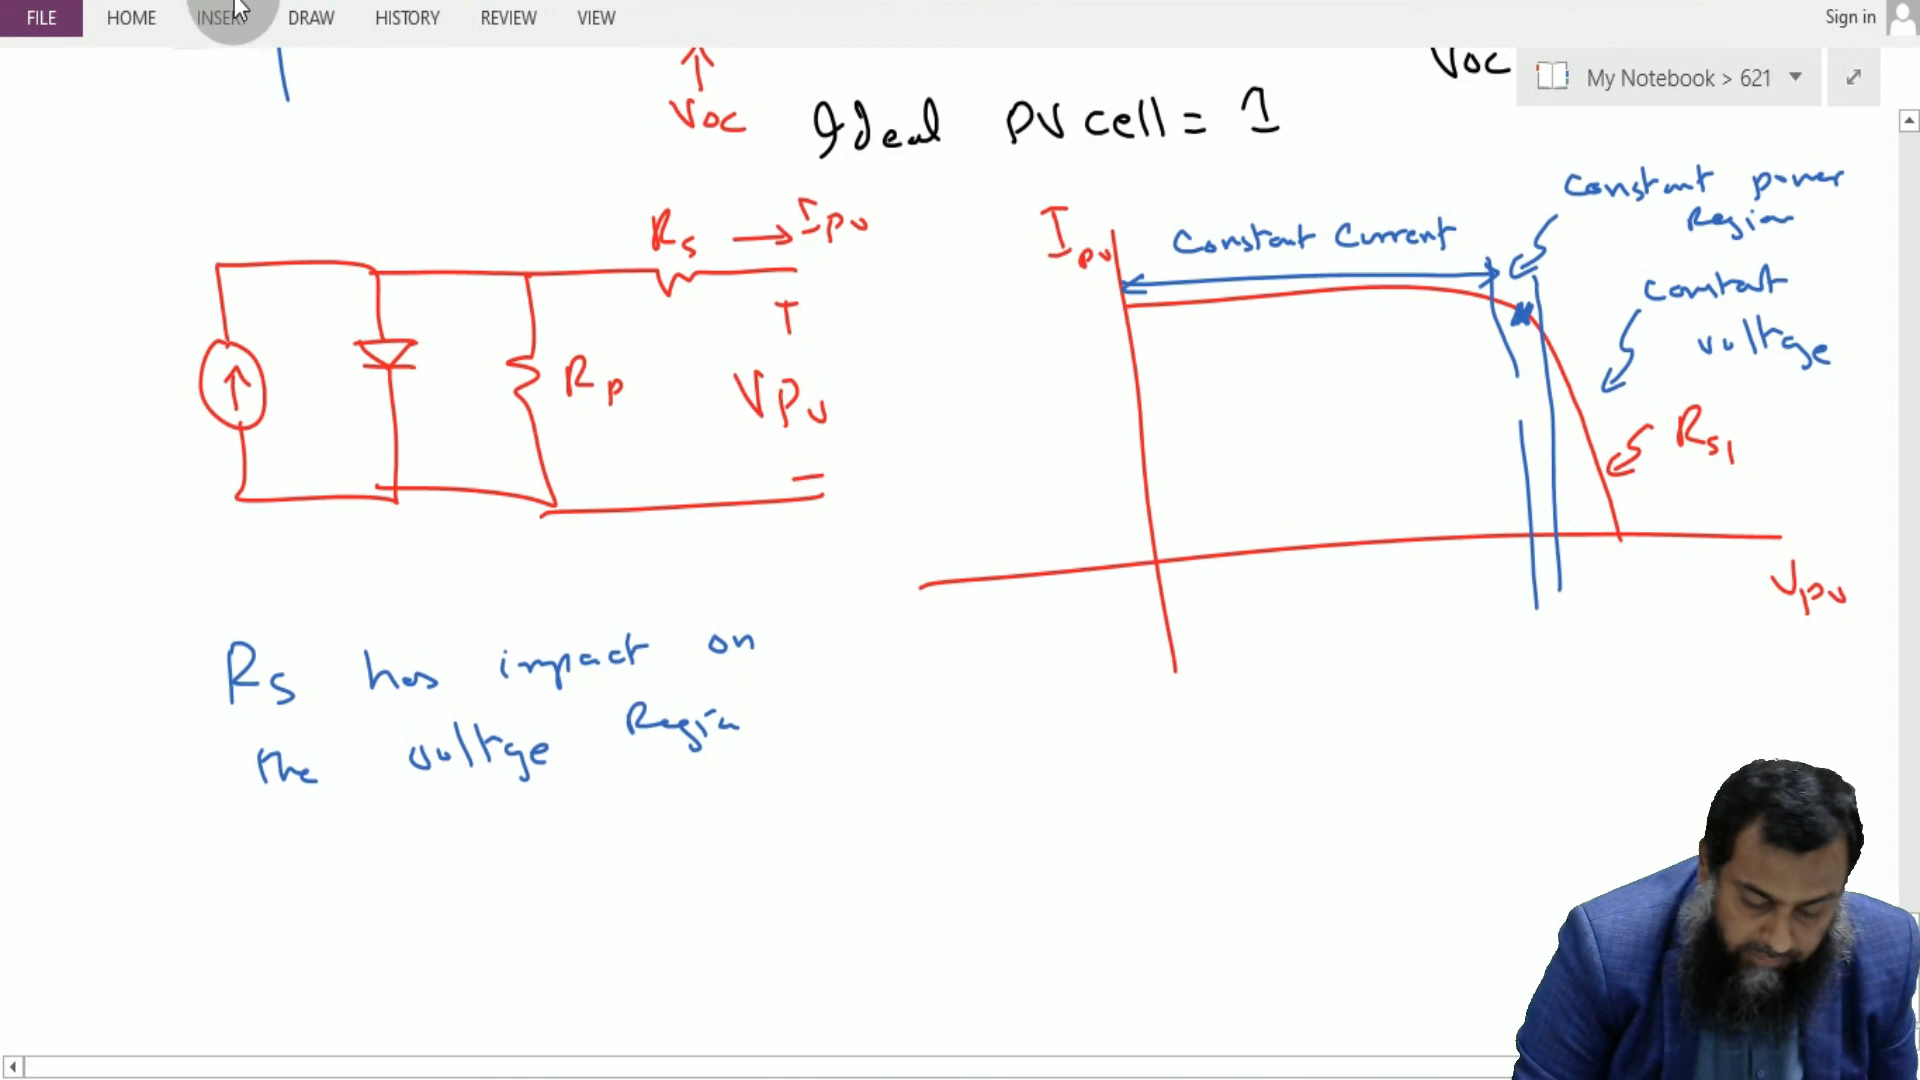 FILE HOME INSERT DRAW HISTORY REVIEW VIEW Sign in
My Notebook > 621
Voc
Voc
Ideal PV cell = 1
Constant power
Region
Rs → Ipv
Ipv
Constant Current
Constant
voltage
+
Rp
Vpv
Rs1
-
Vpv
Rs has impact on
the voltage Region